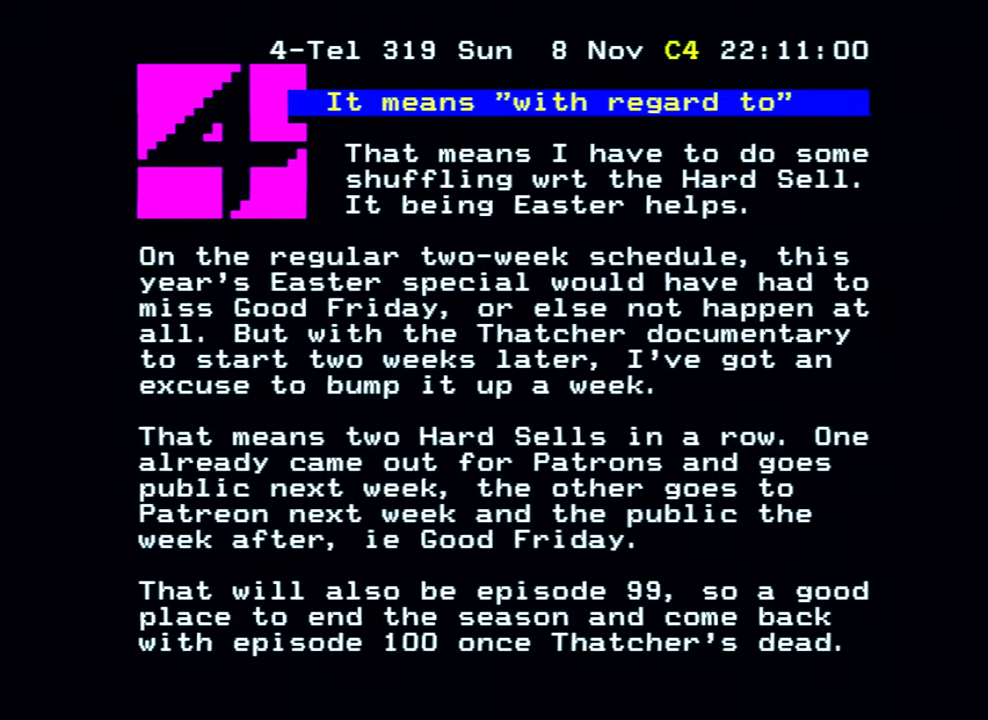 4-Tel 319 Sun 8 Nov C4 22:11:00
4
It means "with regard to"
That means I have to do some
shuffling wrt the Hard Sell.
It being Easter helps.
On the regular two-week schedule, this
year's Easter special would have had to
miss Good Friday, or else not happen at
all. But with the Thatcher documentary
to start two weeks later, I've got an
excuse to bump it up a week.
That means two Hard Sells in a row. One
already came out for Patrons and goes
public next week, the other goes to
Patreon next week and the public the
week after, ie Good Friday.
That will also be episode 99, so a good
place to end the season and come back
with episode 100 once Thatcher's dead.